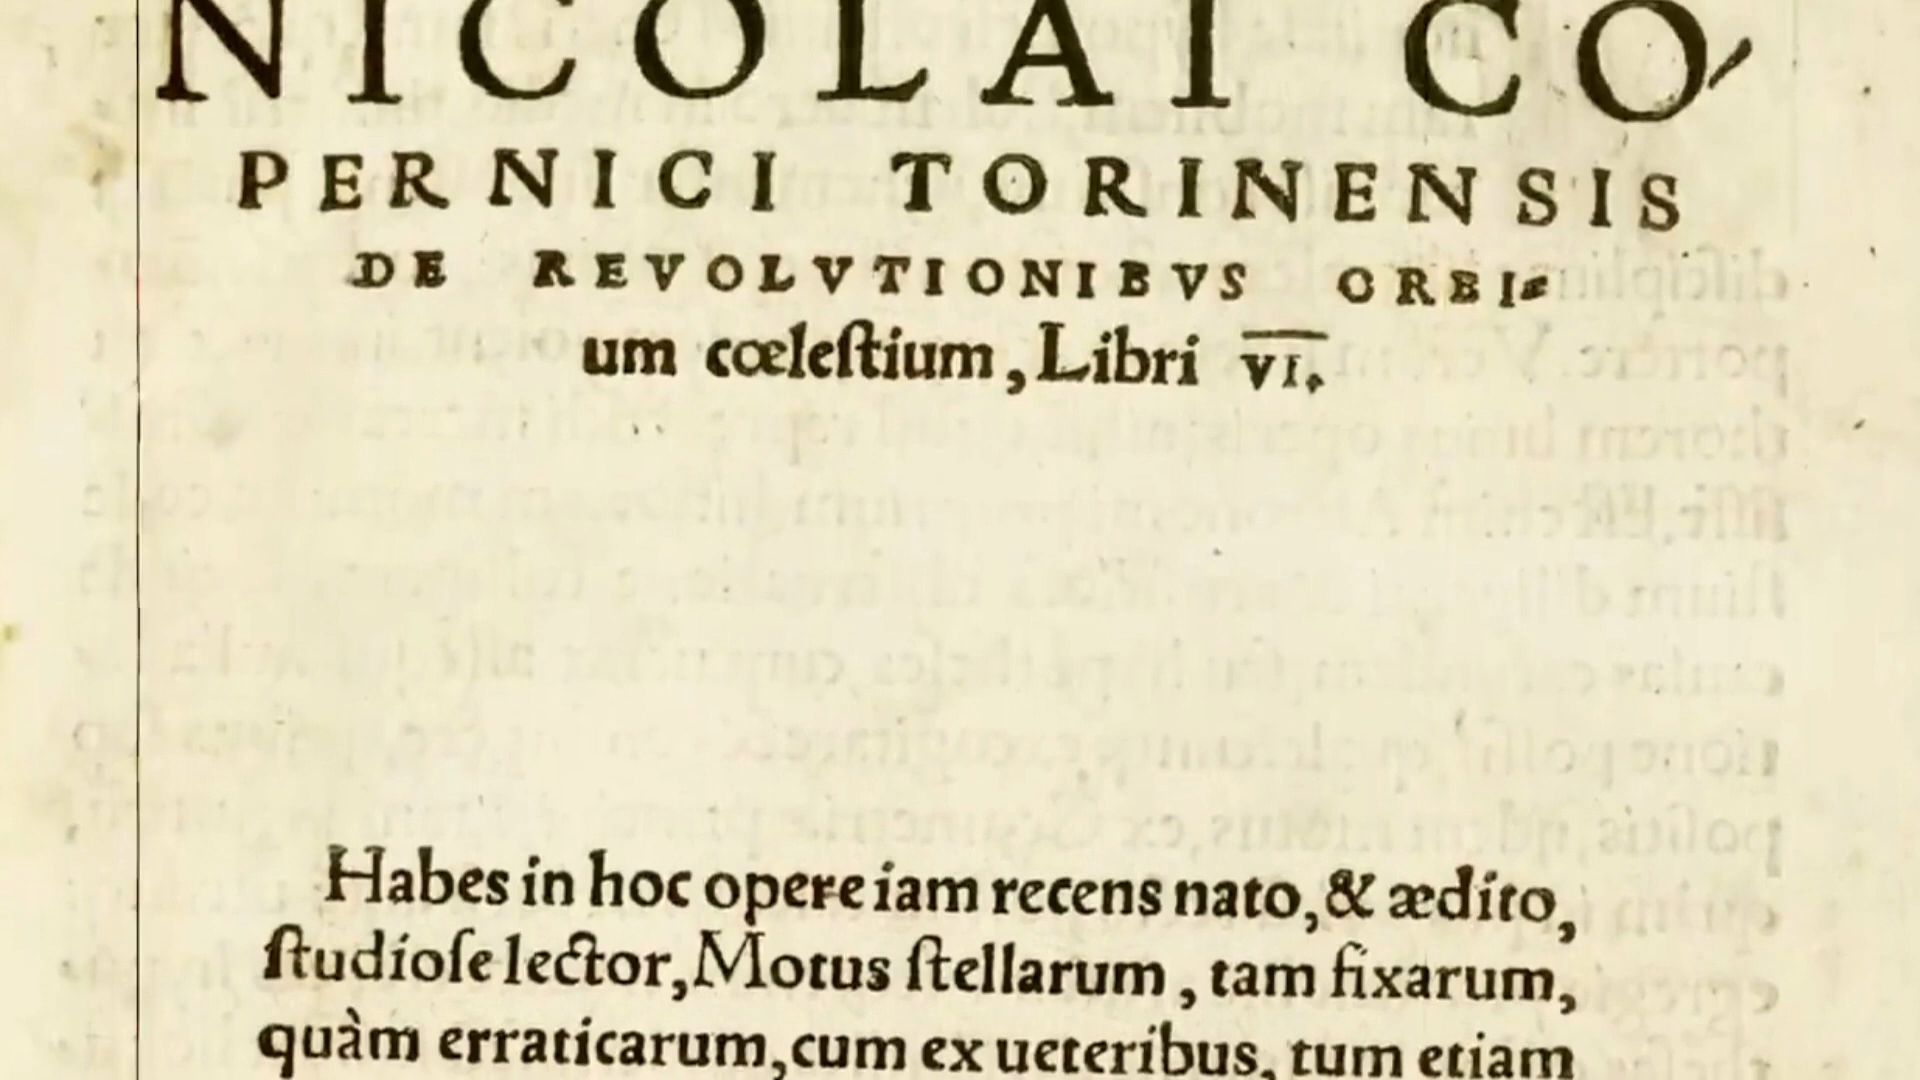 NICOLAI CO-
PERNICI TORINENSIS
DE REVOLVTIONIBVS ORBI=
um cœleſtium, Libri VI.
Habes in hoc opere iam recens nato, & ædito,
ſtudioſe lector, Motus ſtellarum, tam fixarum,
quàm erraticarum, cum ex ueteribus, tum etiam